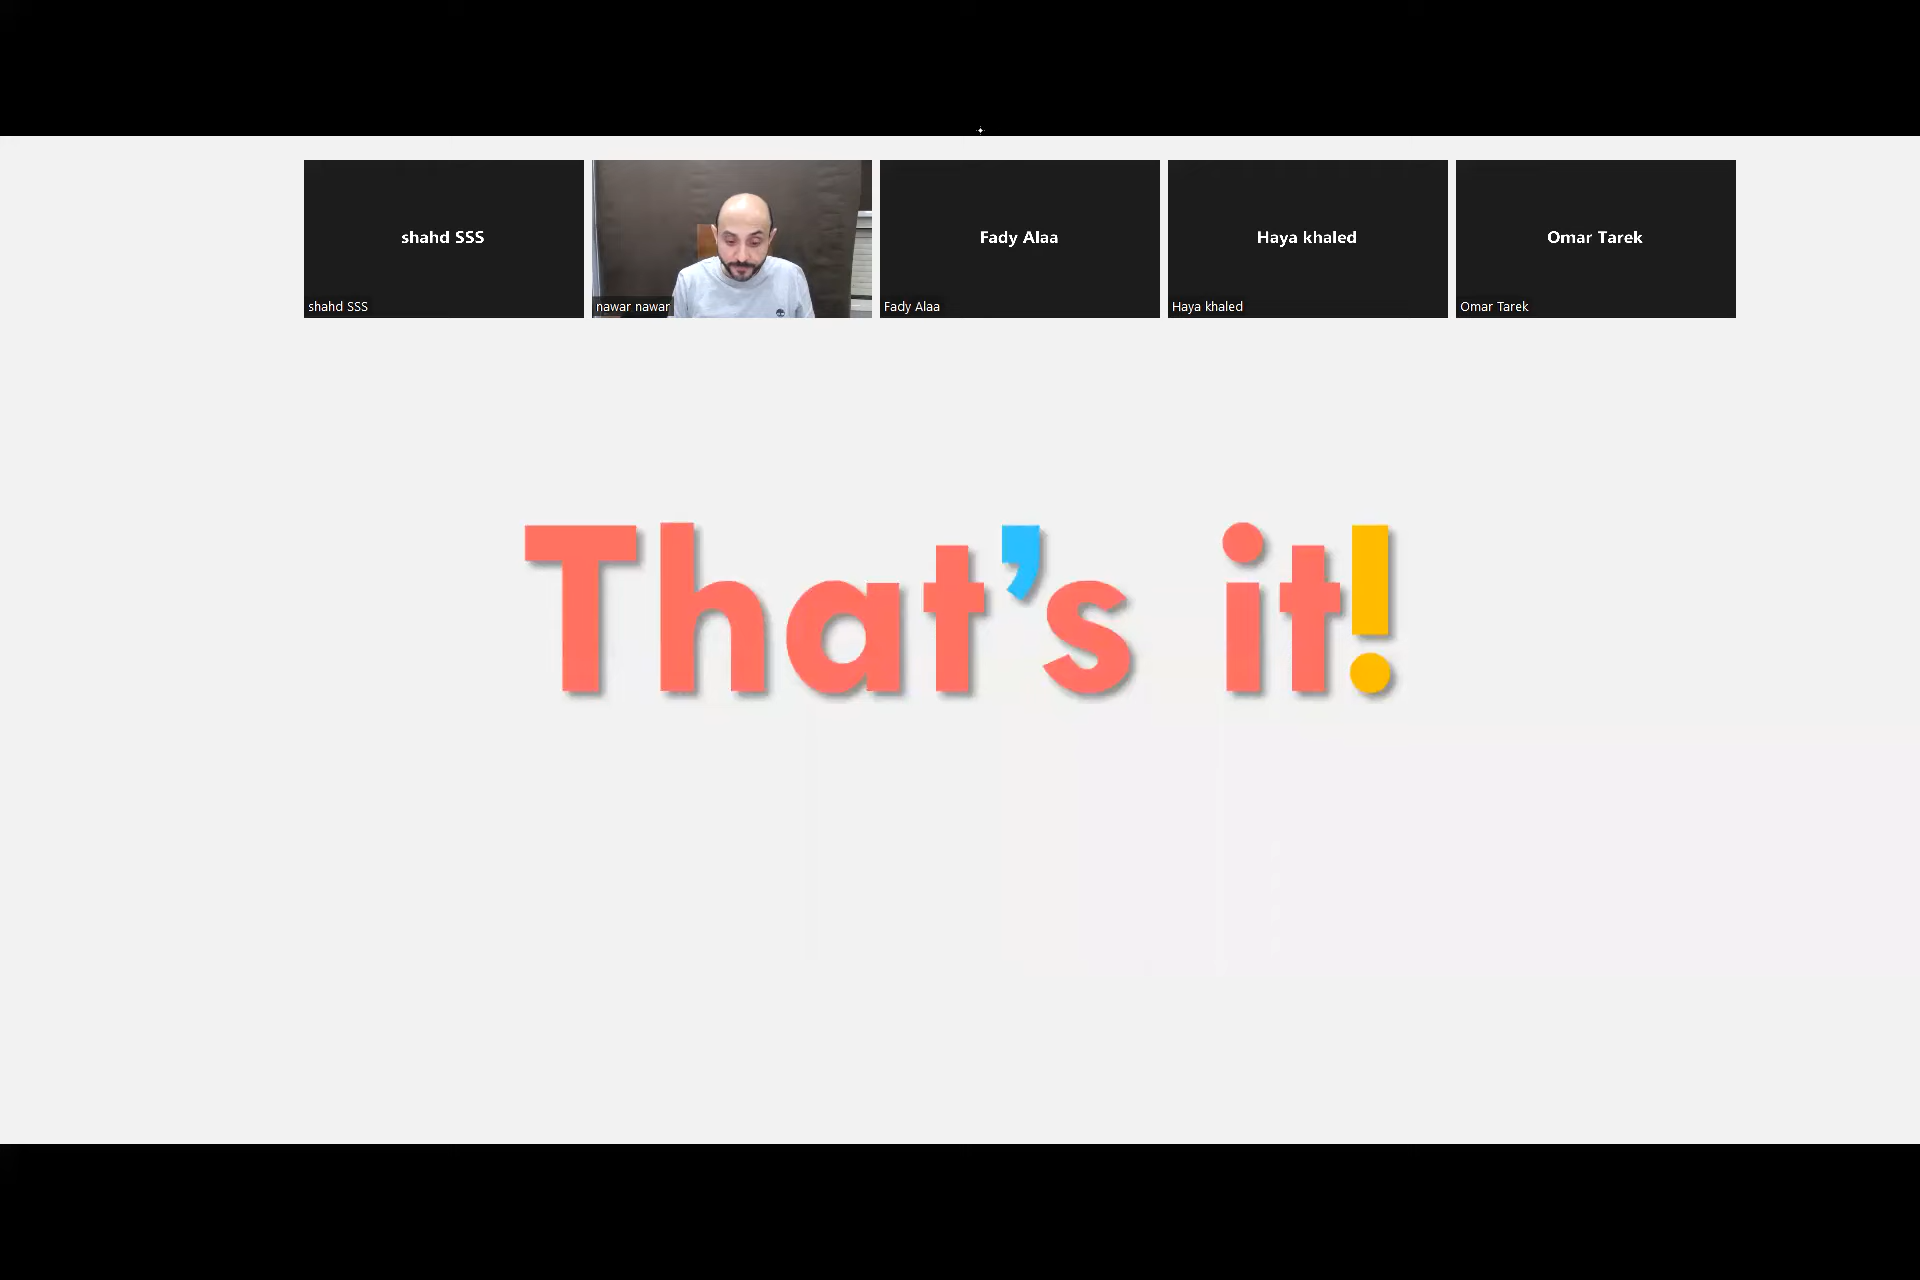 shahd SSS
Fady Alaa
Haya khaled
Omar Tarek
shahd SSS
nawar nawar
Fady Alaa
Haya khaled
Omar Tarek
That's it!